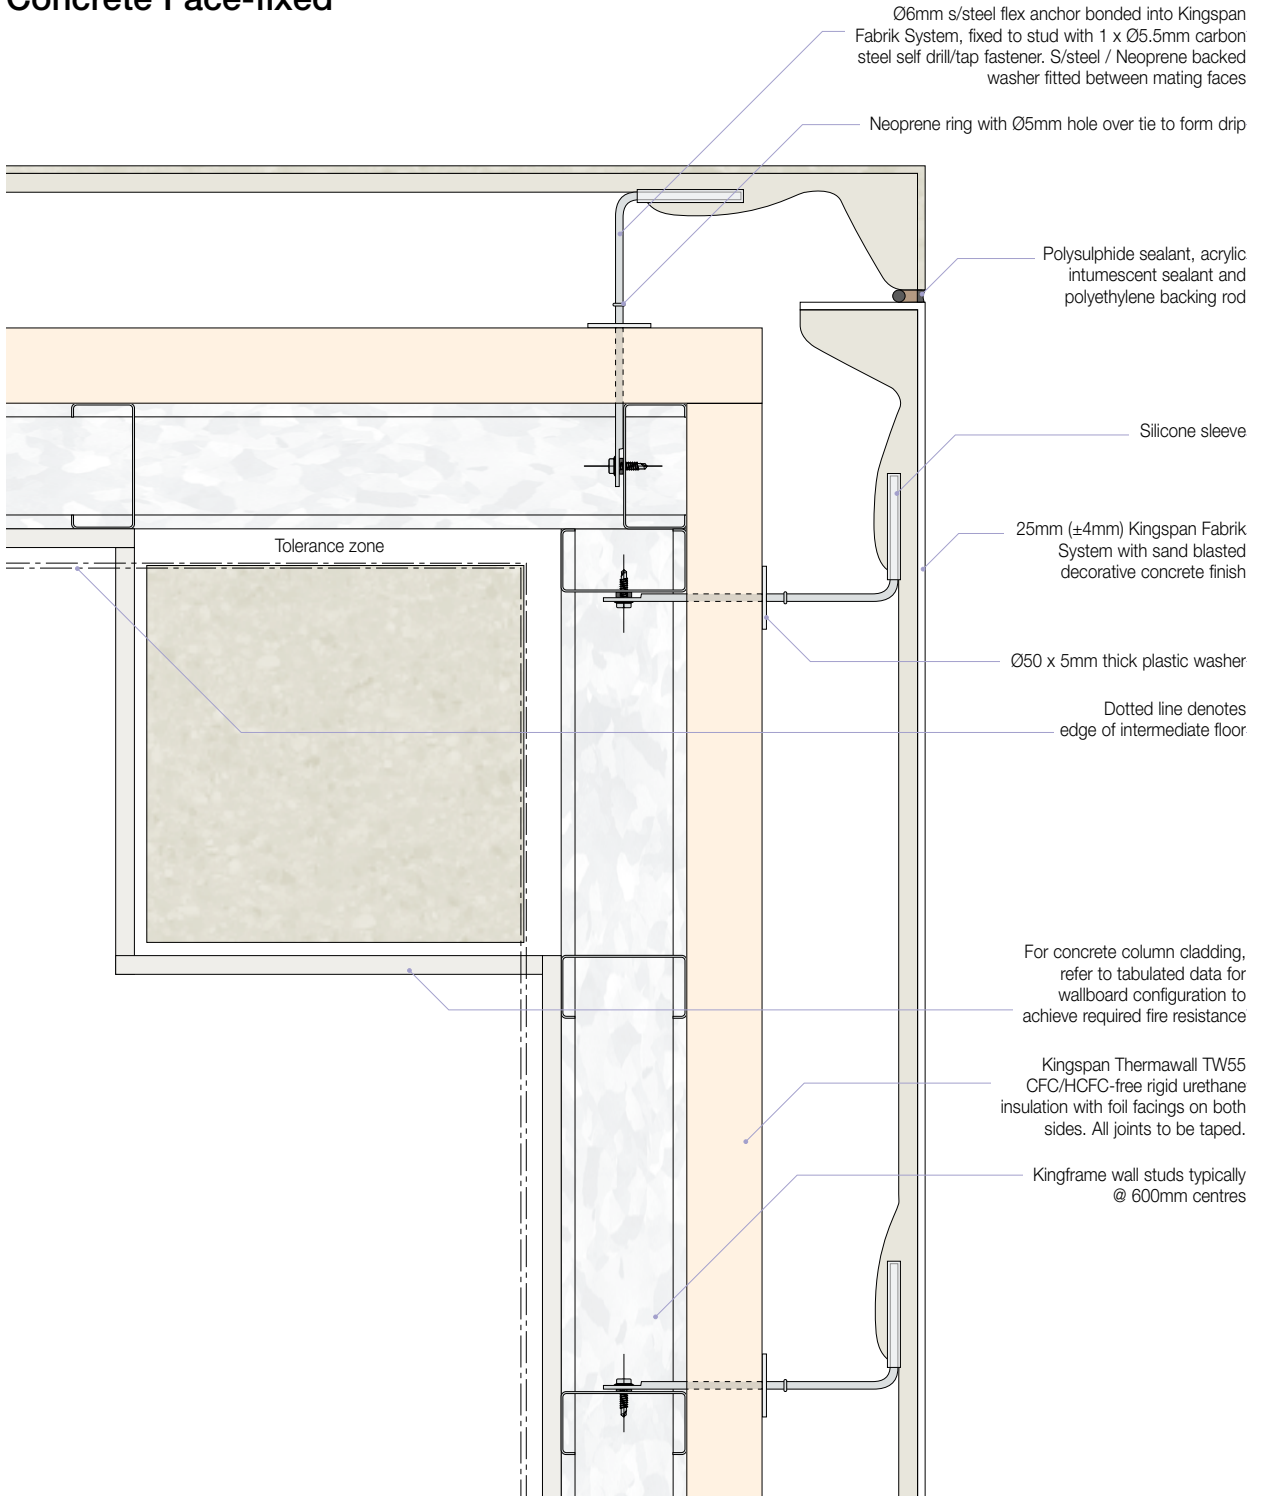 Concrete Face-fixed
Ø6mm s/steel flex anchor bonded into Kingspan
Fabrik System, fixed to stud with 1 x Ø5.5mm carbon
steel self drill/tap fastener. S/steel / Neoprene backed
washer fitted between mating faces
Neoprene ring with Ø5mm hole over tie to form drip
Polysulphide sealant, acrylic
intumescent sealant and
polyethylene backing rod
Silicone sleeve
25mm (±4mm) Kingspan Fabrik
System with sand blasted
decorative concrete finish
Tolerance zone
Ø50 x 5mm thick plastic washer
Dotted line denotes
edge of intermediate floor
For concrete column cladding,
refer to tabulated data for
wallboard configuration to
achieve required fire resistance
Kingspan Thermawall TW55
CFC/HCFC-free rigid urethane
insulation with foil facings on both
sides. All joints to be taped.
Kingframe wall studs typically
@ 600mm centres